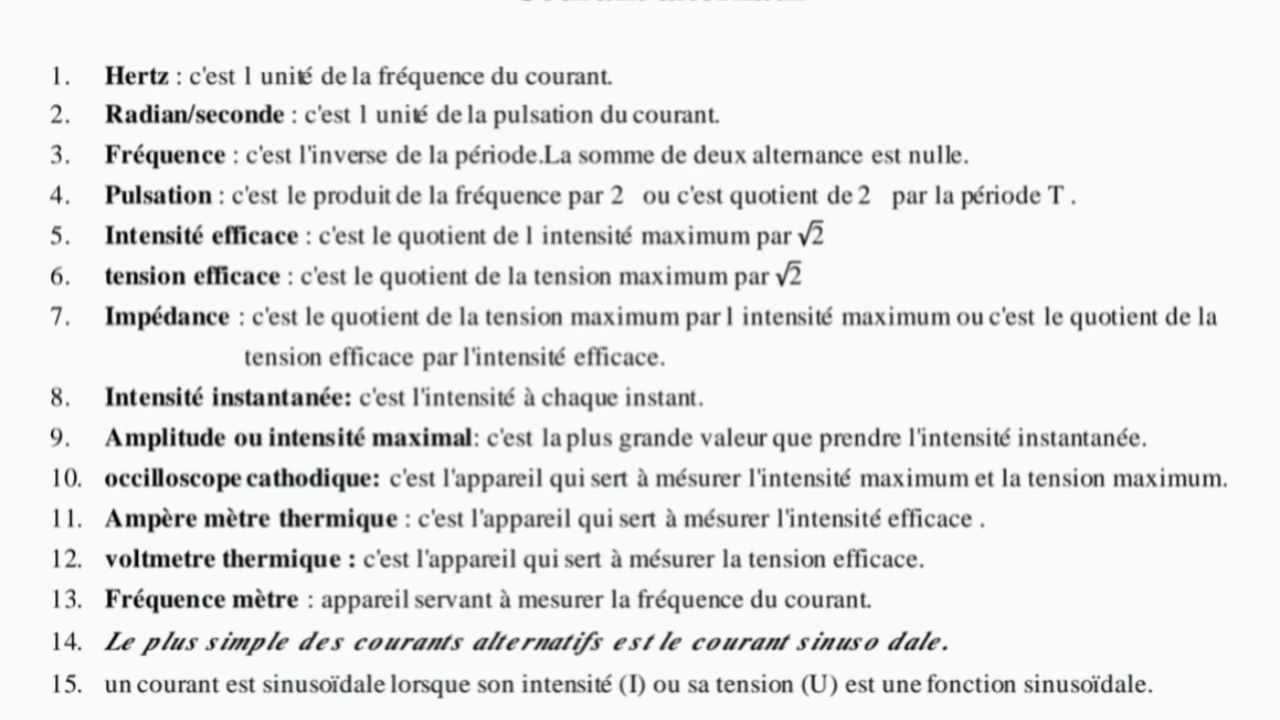 1. Hertz : c'est l unité de la fréquence du courant.
2. Radian/seconde : c'est l unité de la pulsation du courant.
3. Fréquence : c'est l'inverse de la période.La somme de deux alternance est nulle.
4. Pulsation : c'est le produit de la fréquence par 2 ou c'est quotient de 2 par la période T .
5. Intensité efficace : c'est le quotient de l intensité maximum par √2
6. tension efficace : c'est le quotient de la tension maximum par √2
7. Impédance : c'est le quotient de la tension maximum par l intensité maximum ou c'est le quotient de la
tension efficace par l'intensité efficace.
8. Intensité instantanée: c'est l'intensité à chaque instant.
9. Amplitude ou intensité maximal: c'est la plus grande valeur que prendre l'intensité instantanée.
10. occilloscope cathodique: c'est l'appareil qui sert à mésurer l'intensité maximum et la tension maximum.
11. Ampère mètre thermique : c'est l'appareil qui sert à mésurer l'intensité efficace .
12. voltmetre thermique : c'est l'appareil qui sert à mésurer la tension efficace.
13. Fréquence mètre : appareil servant à mesurer la fréquence du courant.
14. Le plus simple des courants alternatifs est le courant sinuso dale.
15. un courant est sinusoïdale lorsque son intensité (I) ou sa tension (U) est une fonction sinusoïdale.